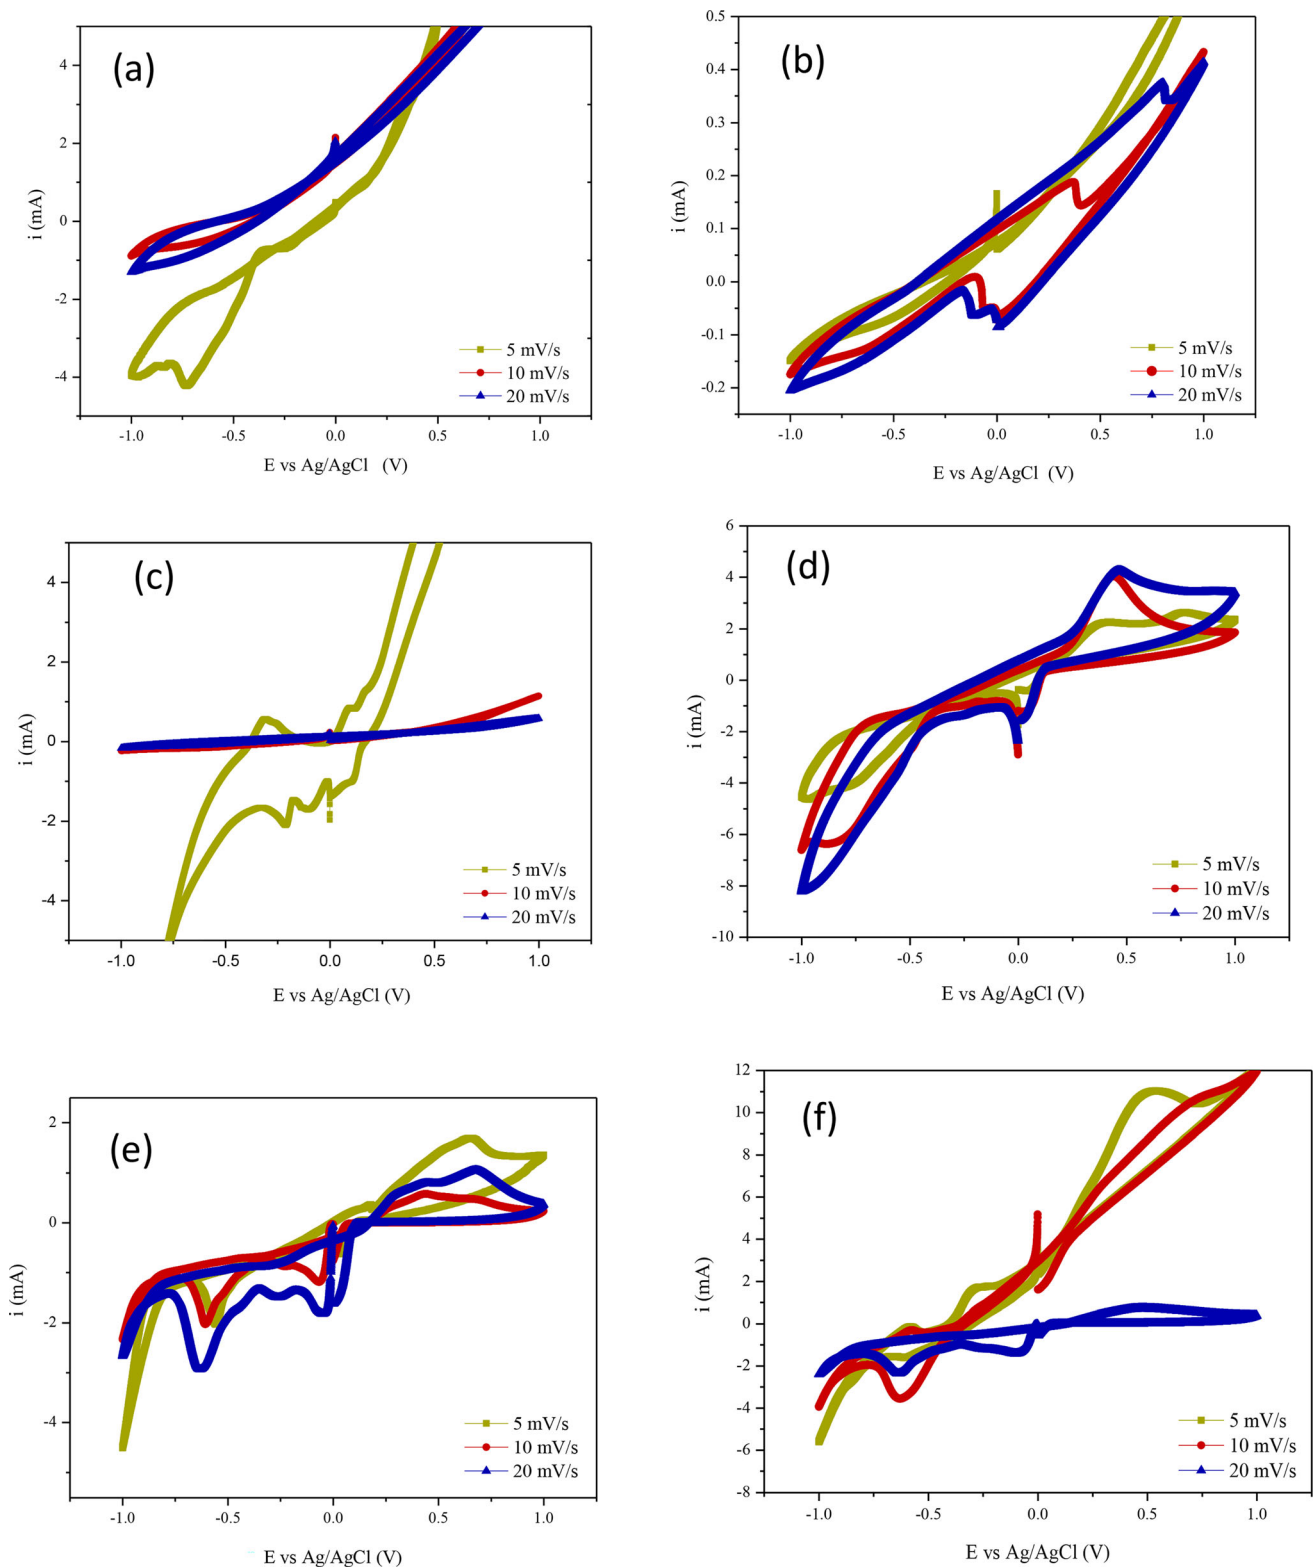 (a)
4
2
0
-2
-4
i (mA)
5 mV/s
10 mV/s
20 mV/s
-1.0 -0.5 0.0 0.5 1.0
E vs Ag/AgCl (V)
(b)
0.5
0.4
0.3
0.2
0.1
0.0
-0.1
-0.2
i (mA)
5 mV/s
10 mV/s
20 mV/s
-1.0 -0.5 0.0 0.5 1.0
E vs Ag/AgCl (V)
(c)
4
2
0
-2
-4
i (mA)
5 mV/s
10 mV/s
20 mV/s
-1.0 -0.5 0.0 0.5 1.0
E vs Ag/AgCl (V)
(d)
6
4
2
0
-2
-4
-6
-8
-10
i (mA)
5 mV/s
10 mV/s
20 mV/s
-1.0 -0.5 0.0 0.5 1.0
E vs Ag/AgCl (V)
(e)
2
0
-2
-4
i (mA)
5 mV/s
10 mV/s
20 mV/s
-1.0 -0.5 0.0 0.5 1.0
E vs Ag/AgCl (V)
(f)
12
10
8
6
4
2
0
-2
-4
-6
-8
i (mA)
5 mV/s
10 mV/s
20 mV/s
-1.0 -0.5 0.0 0.5 1.0
E vs Ag/AgCl (V)